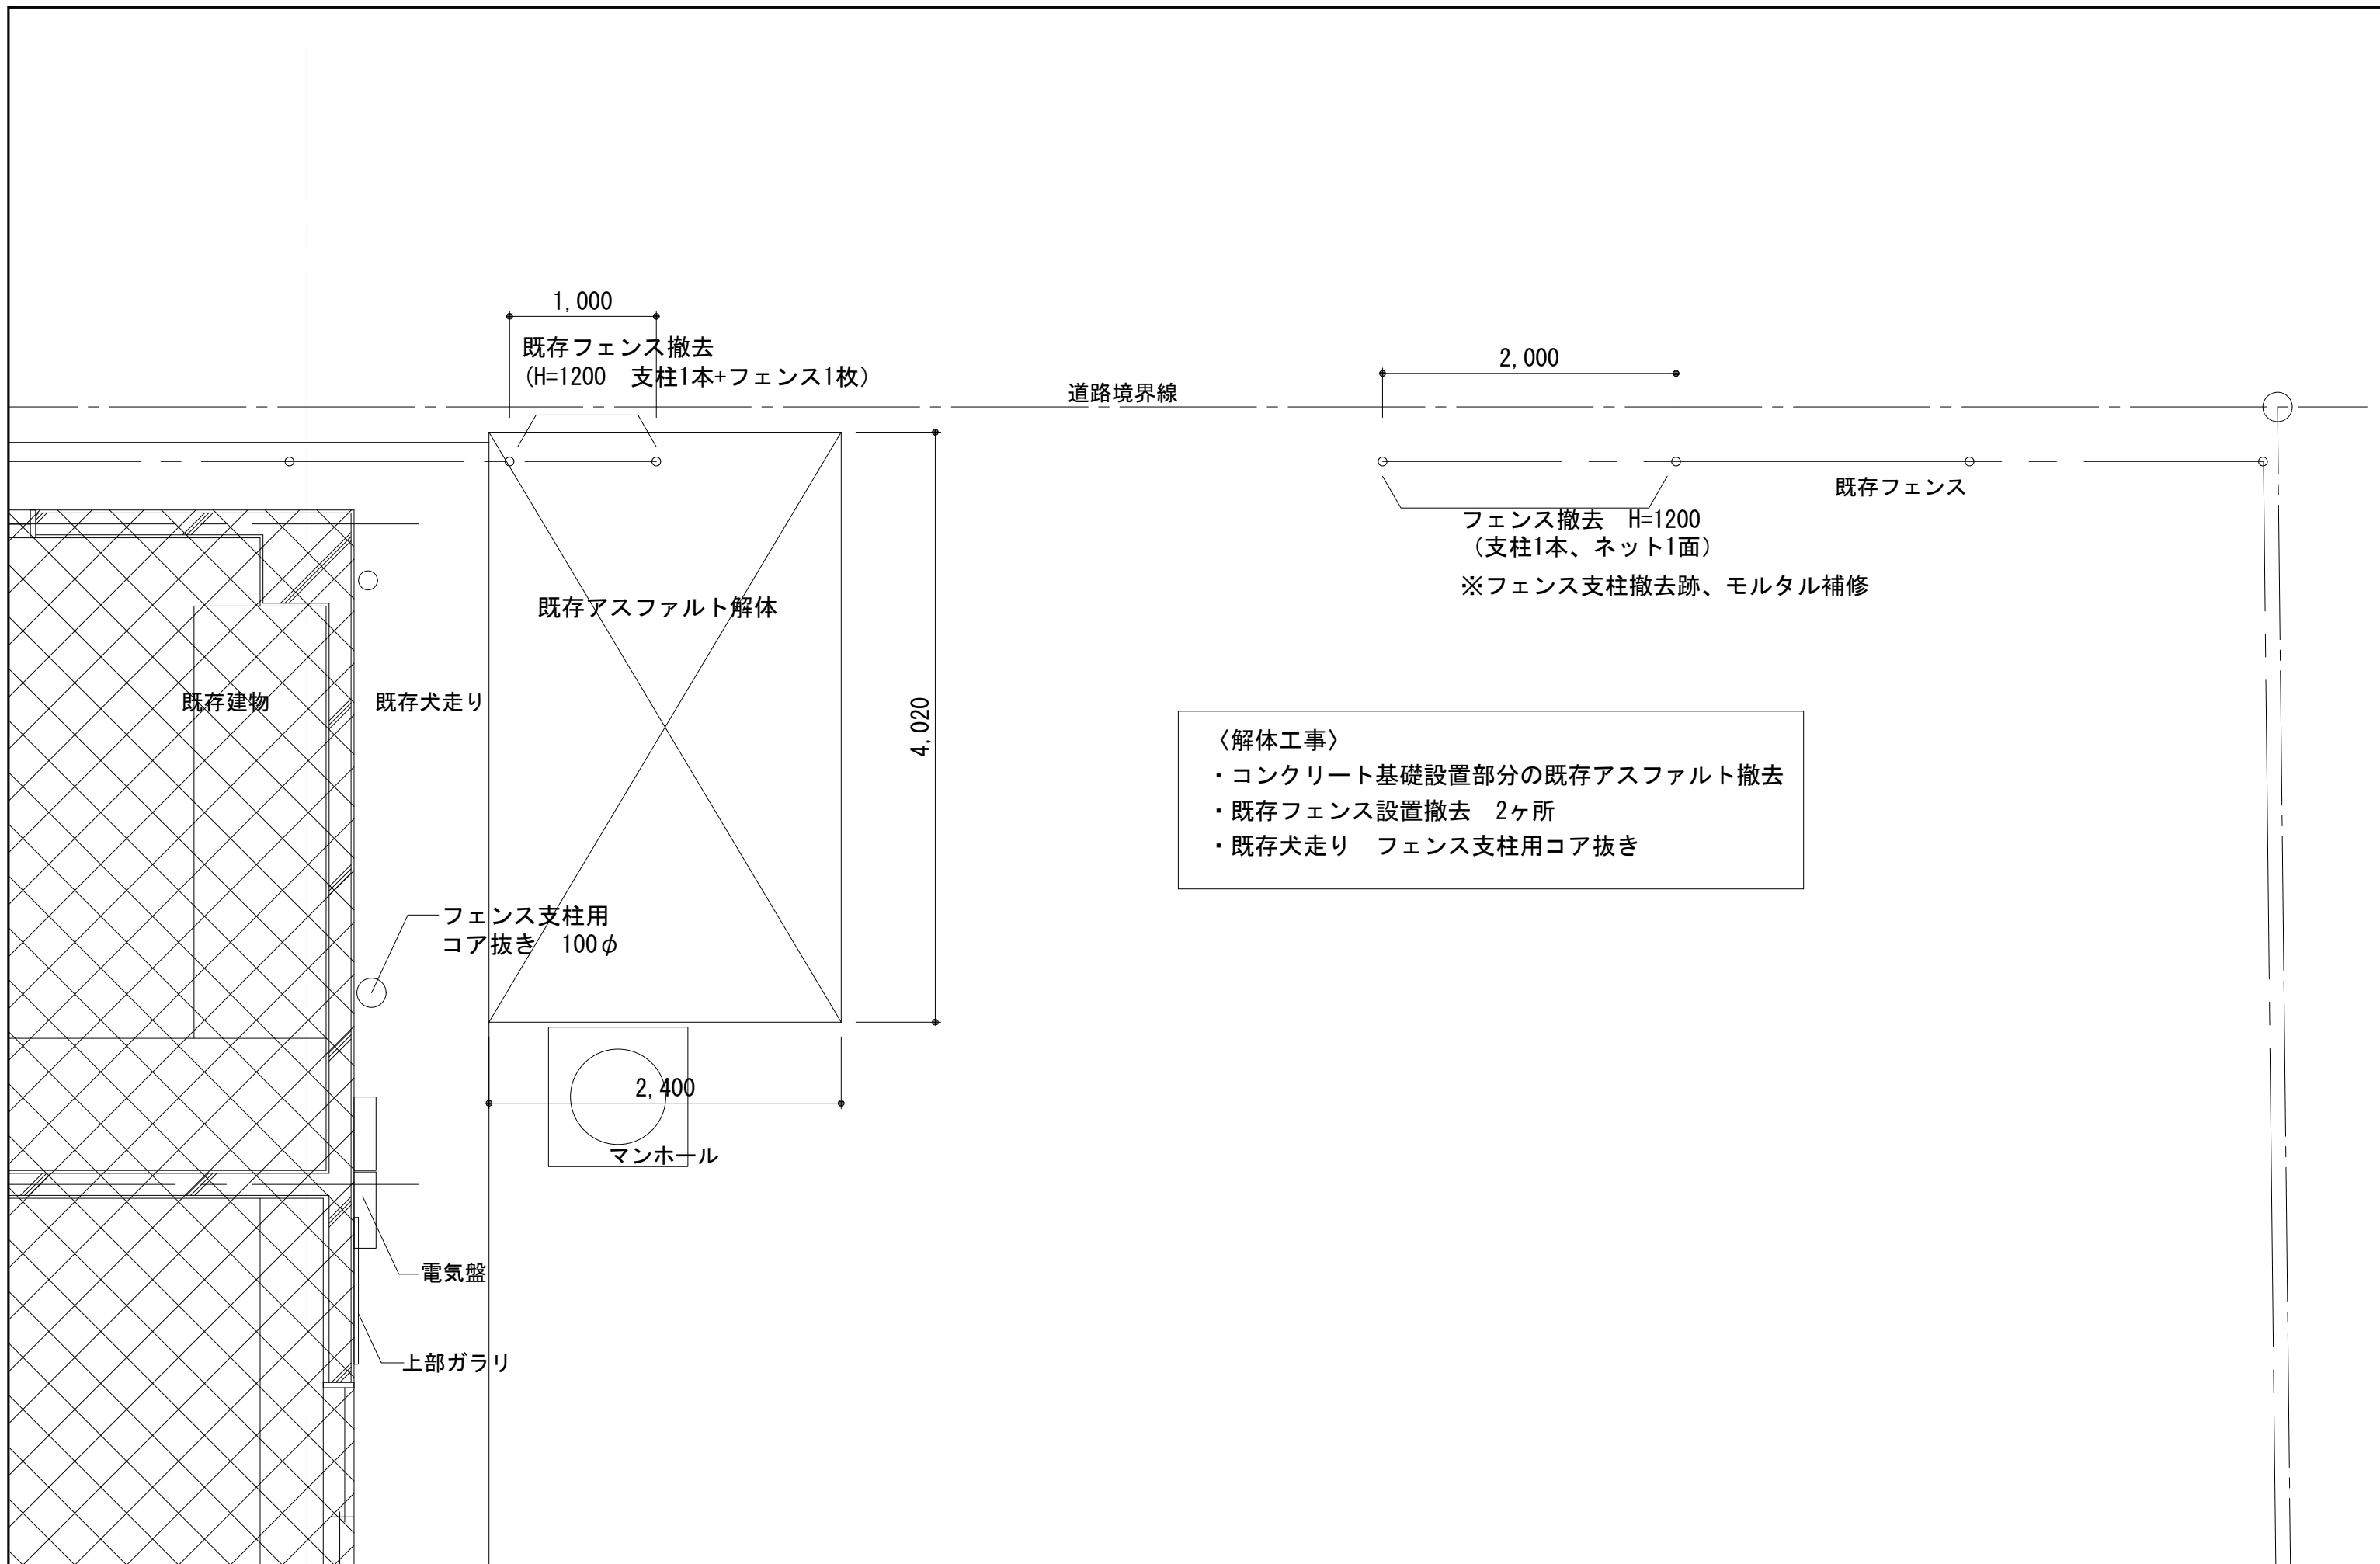 1,000
既存フェンス撤去
(H=1200　支柱1本+フェンス1枚)
2,000
道路境界線
既存フェンス
フェンス撤去　H=1200
（支柱1本、ネット1面）
※フェンス支柱撤去跡、モルタル補修
既存アスファルト解体
既存建物
既存犬走り
4,020
〈解体工事〉
・コンクリート基礎設置部分の既存アスファルト撤去
・既存フェンス設置撤去　2ヶ所
・既存犬走り　フェンス支柱用コア抜き
フェンス支柱用
コア抜き　100φ
2,400
マンホール
電気盤
上部ガラリ